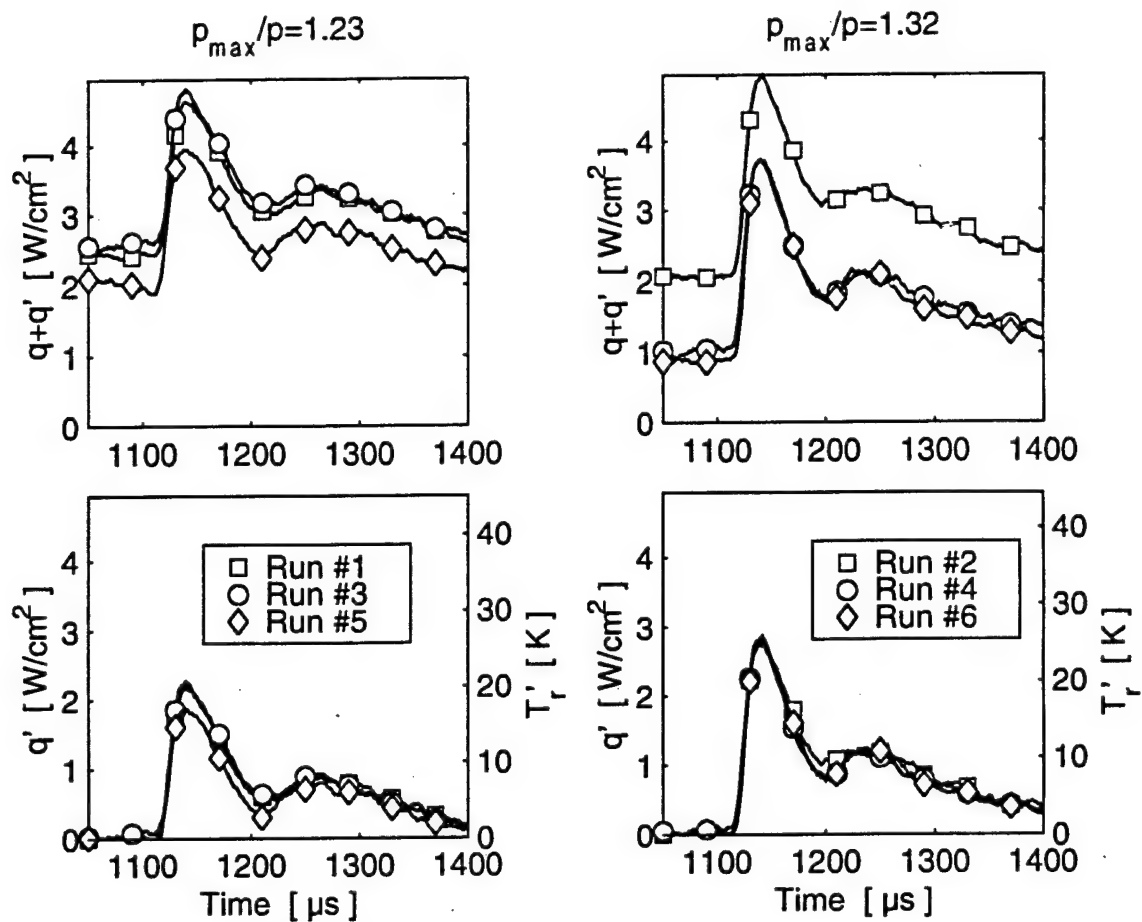 p_max/p=1.23
p_max/p=1.32
q+q' [ W/cm²]
4
3
2
1
0
1100 1200 1300 1400
q+q' [ W/cm²]
4
3
2
1
0
1100 1200 1300 1400
q' [ W/cm²]
4
3
2
1
0
Run #1
Run #3
Run #5
40
30
20
10
0
T_r' [ K]
1100 1200 1300 1400
Time [ µs]
q' [ W/cm²]
4
3
2
1
0
Run #2
Run #4
Run #6
40
30
20
10
0
T_r' [ K]
1100 1200 1300 1400
Time [ µs]